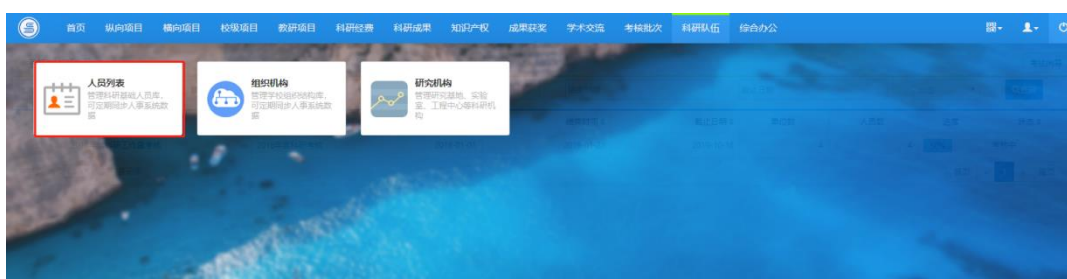 首页 纵向项目 横向项目 校级项目 教研项目 科研经费 科研成果 知识产权 成果获奖 学术交流 考核批次 科研队伍 综合办公
人员列表
管理科研基础人员库，
可定期同步人事系统数
据
组织机构
管理学校组织结构库，
可定期同步人事系统数
据
研究机构
管理研究基地、实验
室、工程中心等科研机
构